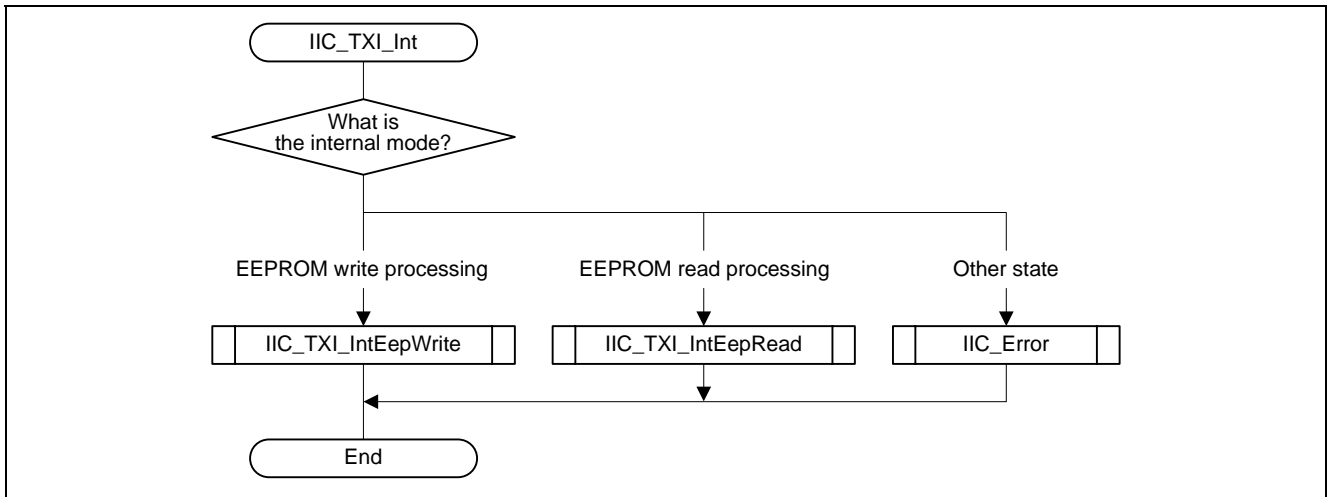 IIC_TXI_Int
What is
the internal mode?
EEPROM write processing
EEPROM read processing
Other state
IIC_TXI_IntEepWrite
IIC_TXI_IntEepRead
IIC_Error
End